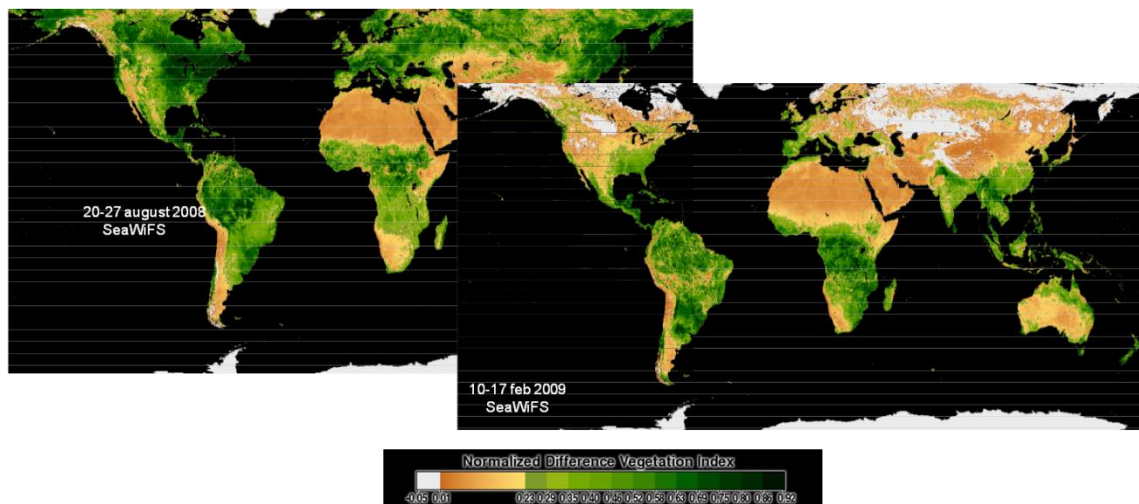 20-27 august 2008
SeaWiFS
10-17 feb 2009
SeaWiFS
Normalized Difference Vegetation Index
-0.05 0.01 0.23 0.29 0.35 0.40 0.46 0.52 0.58 0.63 0.69 0.75 0.80 0.86 0.92